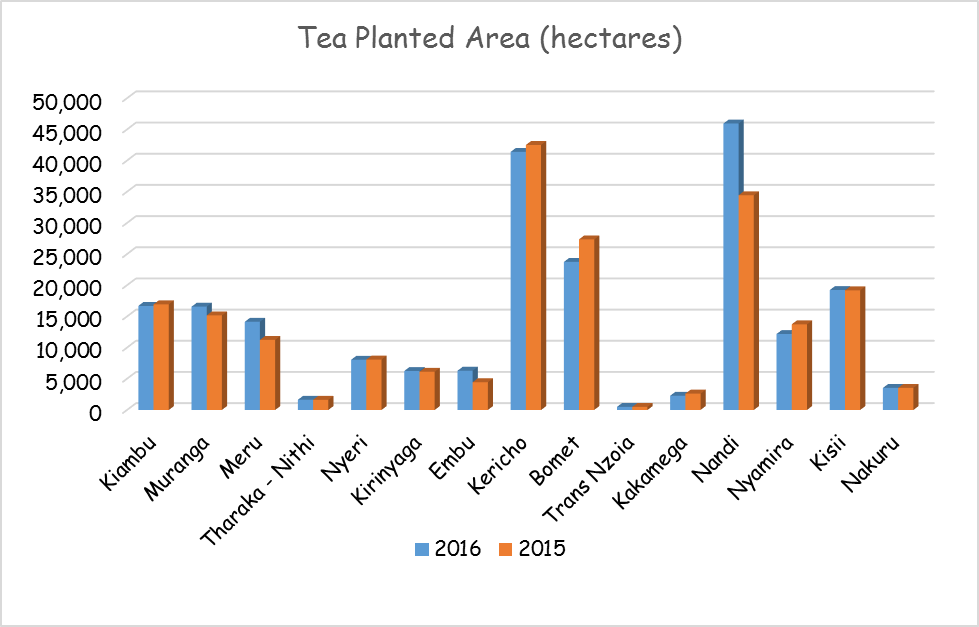 Tea Planted Area (hectares)
50,000
45,000
40,000
35,000
30,000
25,000
20,000
15,000
10,000
5,000
0
Kiambu
Muranga
Meru
Tharaka - Nithi
Nyeri
Kirinyaga
Embu
Kericho
Bomet
Trans Nzoia
Kakamega
Nandi
Nyamira
Kisii
Nakuru
2016 2015